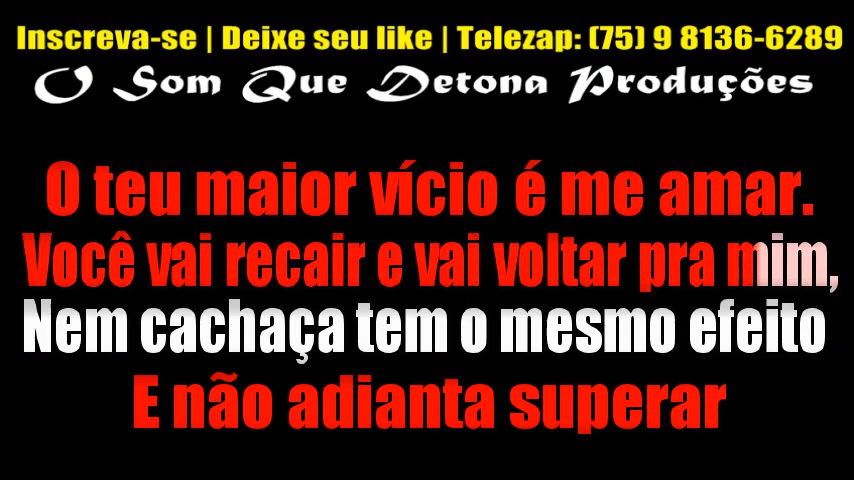 Inscreva-se | Deixe seu like | Telezap: (75) 9 8136-6289
O Som Que Detona Produções
O teu maior vício é me amar.
Você vai recair e vai voltar pra mim,
Nem cachaça tem o mesmo efeito
E não adianta superar